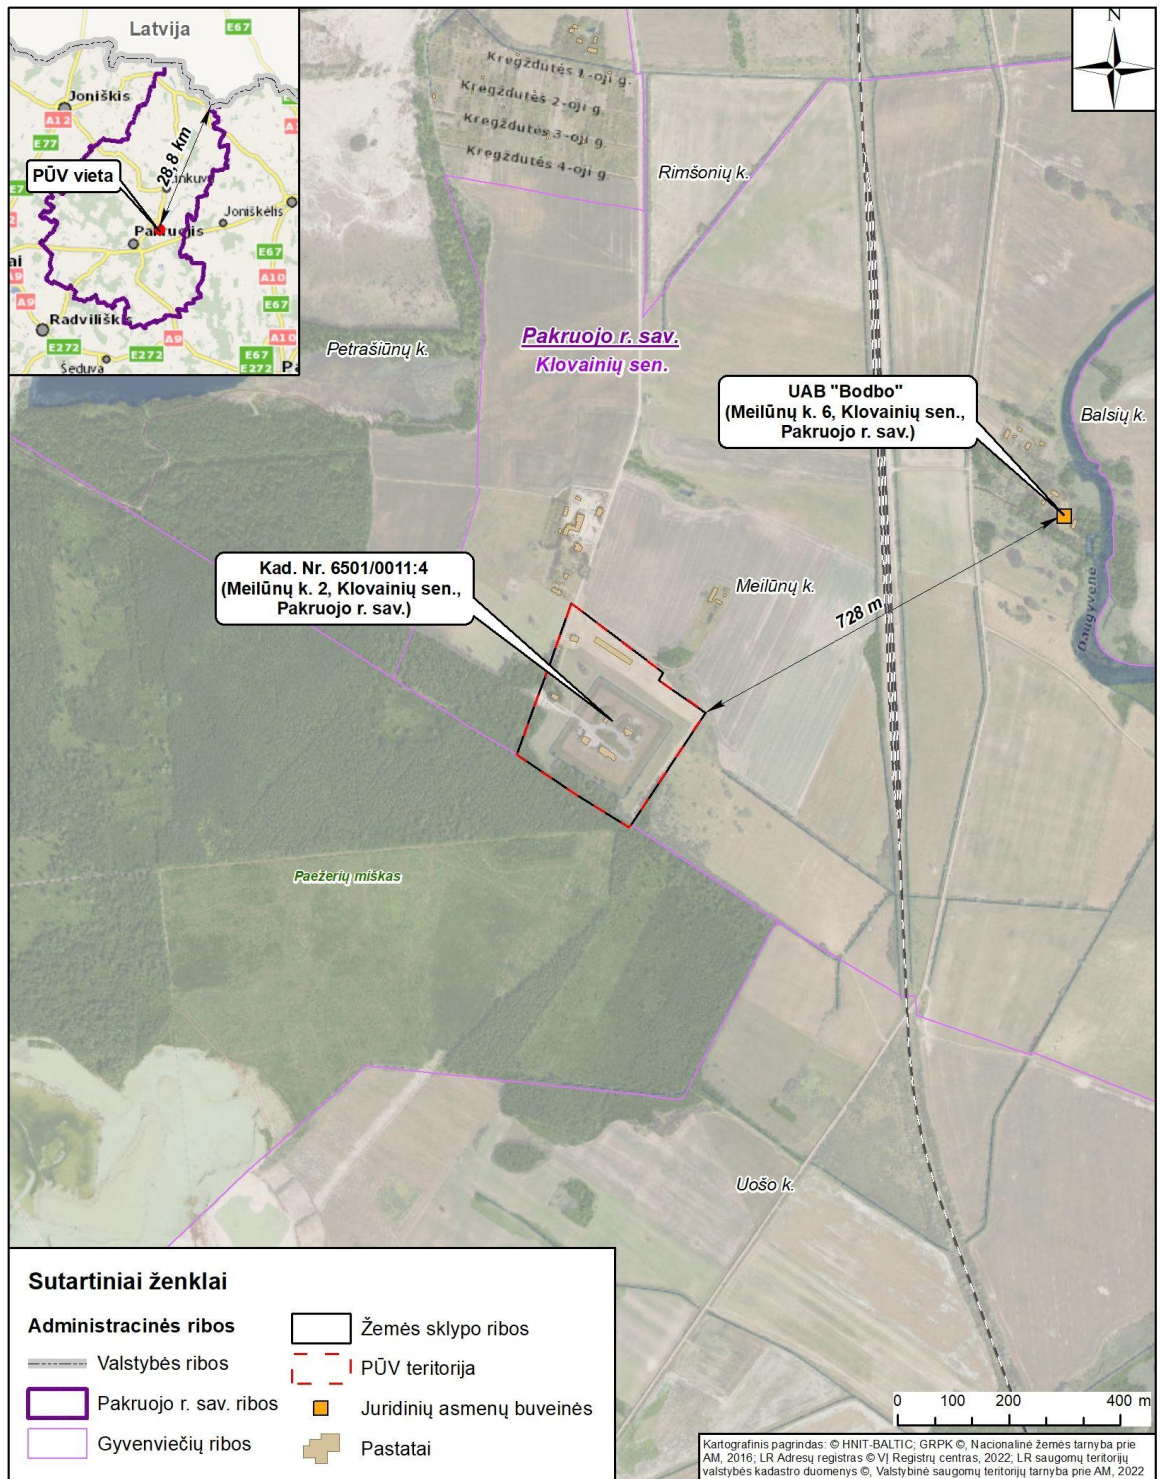 Latvija
E67
Joniškis
A12
E77
28,8 km
PŪV vieta
Joniškėlis
Pakruojis
E67
A10
E67
A9
A9
Radviliškis
A10
E272
E272
E67
E272
Šeduva
N
Kregždutės 1-oji g.
Kregždutės 2-oji g.
Kregždutės 3-oji g.
Kregždutės 4-oji g.
Rimšonių k.
Petrašiūnų k.
Pakruojo r. sav.
Klovainių sen.
UAB "Bodbo"
(Meilūnų k. 6, Klovainių sen.,
Pakruojo r. sav.)
Balsių k.
Kad. Nr. 6501/0011:4
(Meilūnų k. 2, Klovainių sen.,
Pakruojo r. sav.)
Meilūnų k.
728 m
Daugyvenė
Paežerių miškas
Uošo k.
Sutartiniai ženklai
Administracinės ribos
Valstybės ribos
Pakruojo r. sav. ribos
Gyvenviečių ribos
Žemės sklypo ribos
PŪV teritorija
Juridinių asmenų buveinės
Pastatai
0 100 200 400 m
Kartografinis pagrindas: © HNIT-BALTIC; GRPK ©, Nacionalinė žemės tarnyba prie
AM, 2016; LR Adresų registras © VĮ Registrų centras, 2022; LR saugomų teritorijų
valstybės kadastro duomenys ©, Valstybinė saugomų teritorijų tarnyba prie AM, 2022